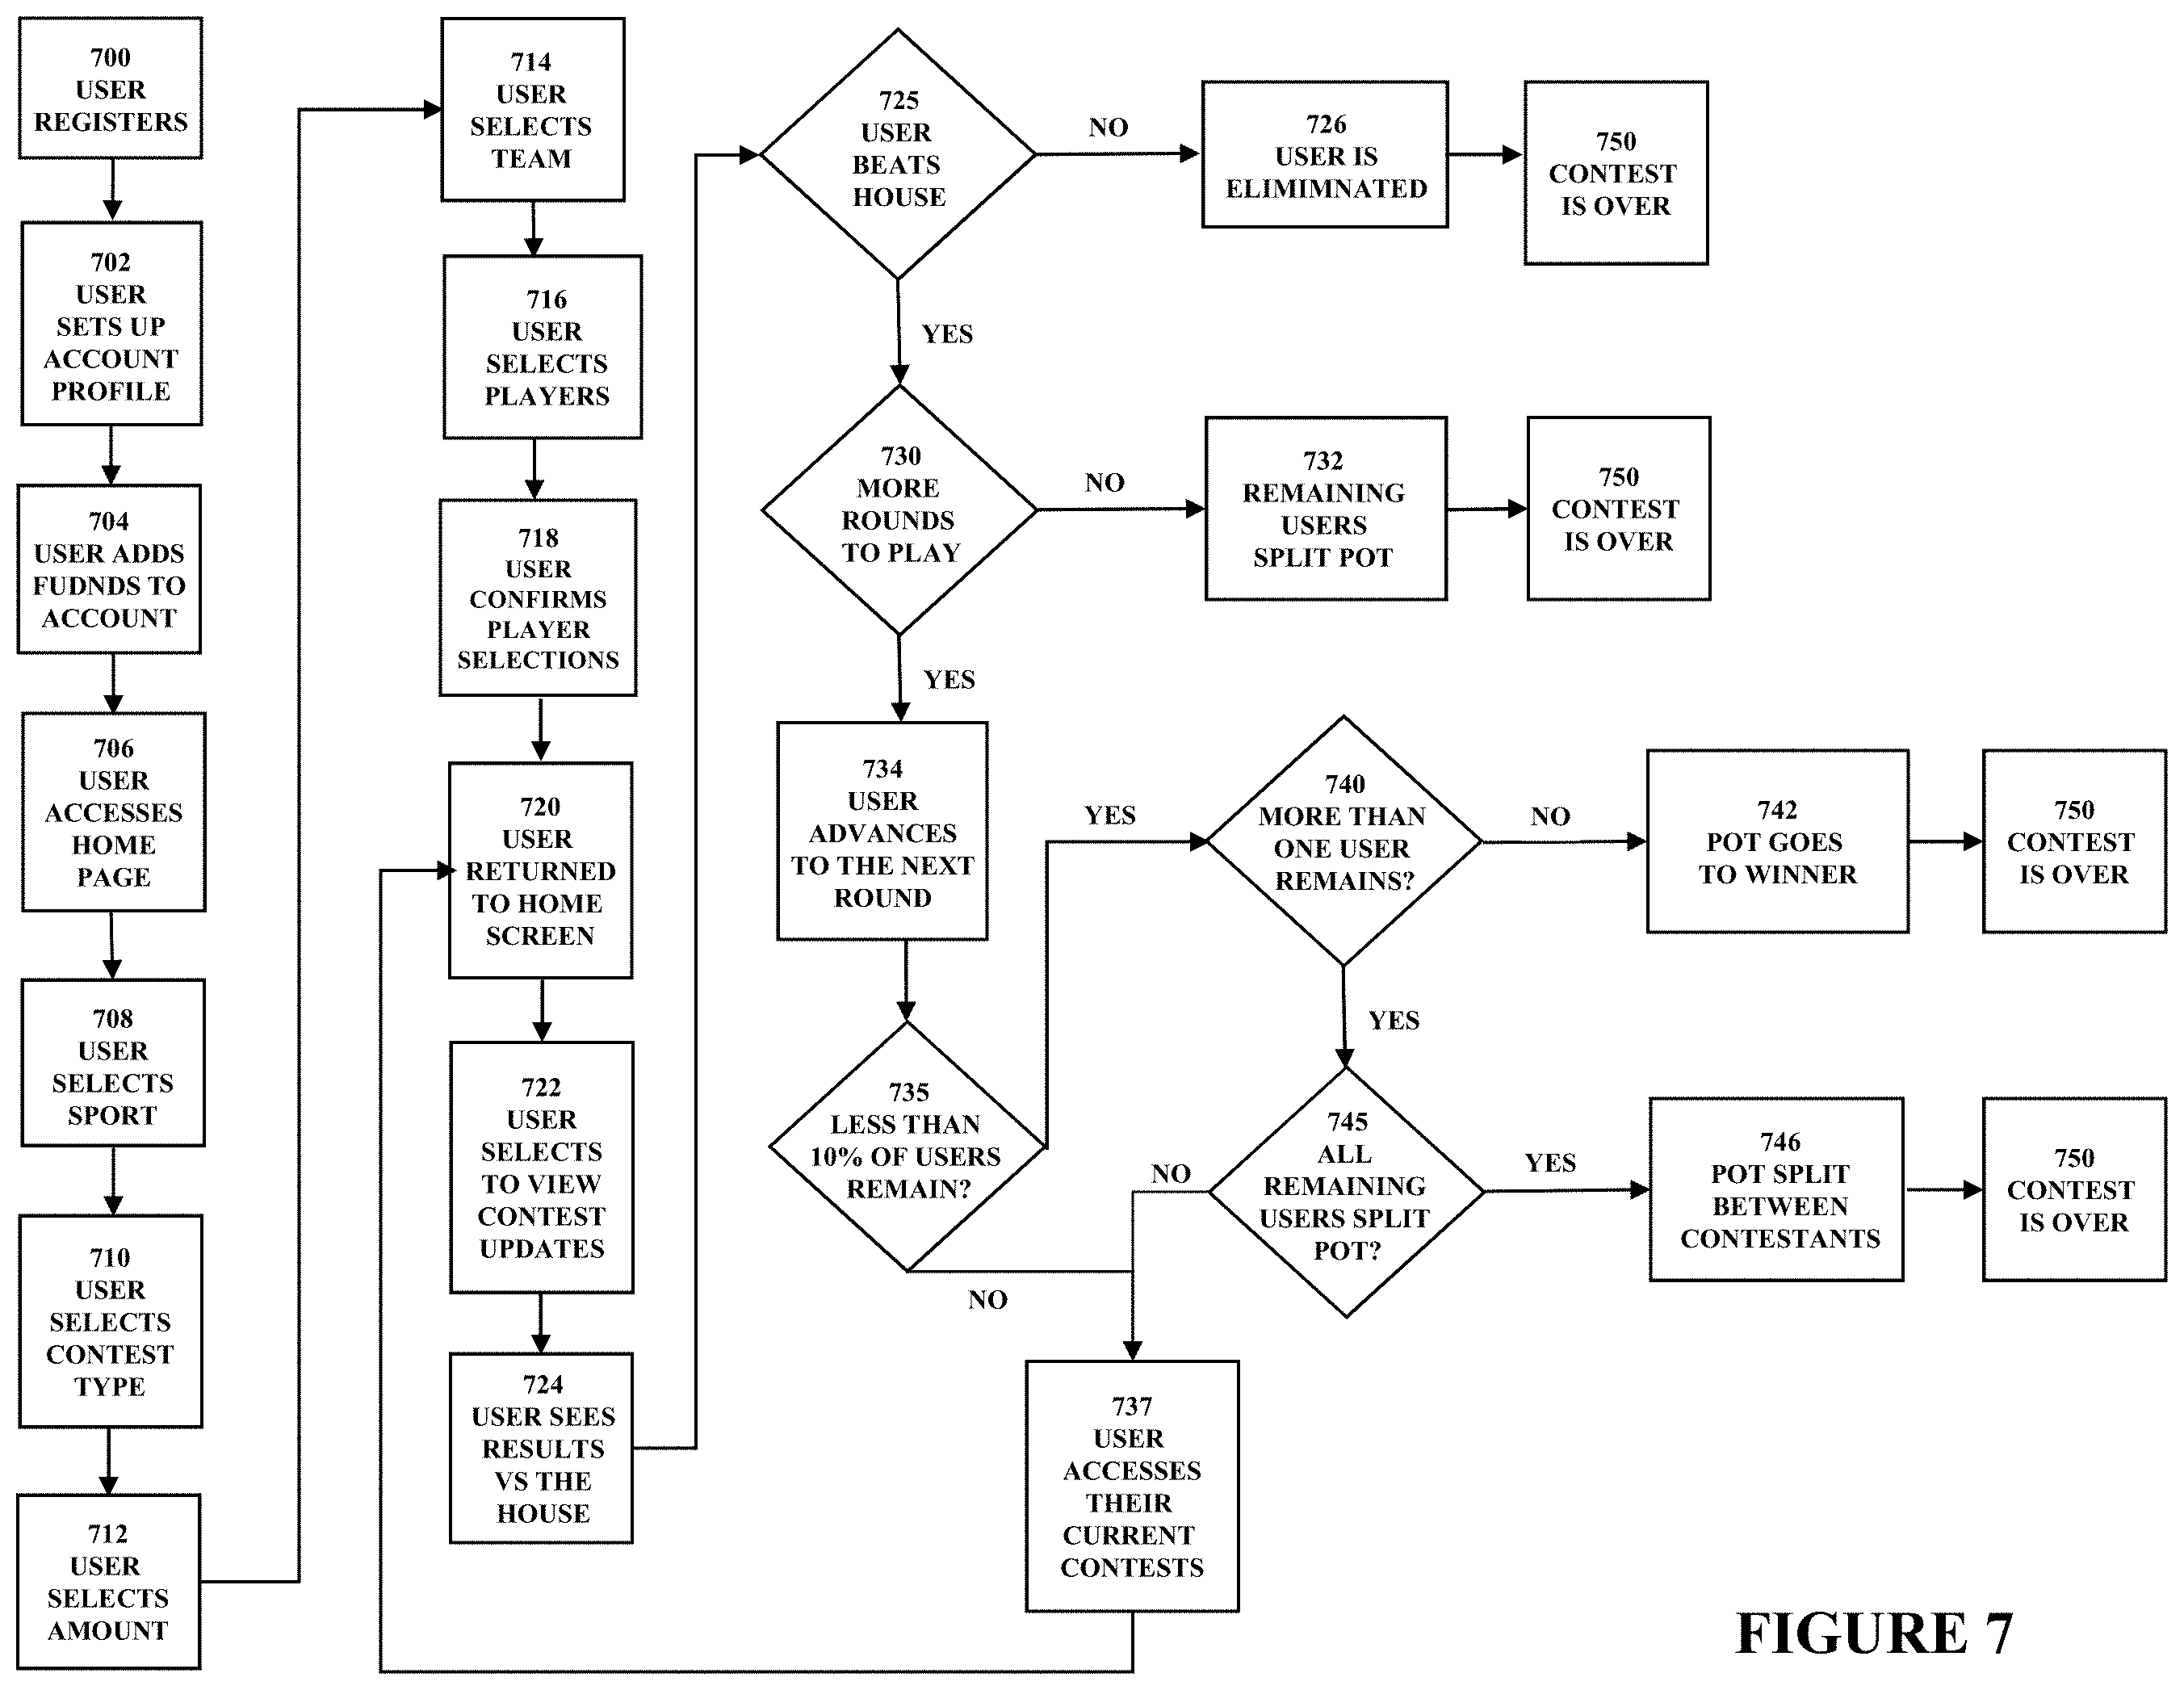 700
USER
REGISTERS
702
USER
SETS UP
ACCOUNT
PROFILE
704
USER ADDS
FUDNDS TO
ACCOUNT
706
USER
ACCESSES
HOME
PAGE
708
USER
SELECTS
SPORT
710
USER
SELECTS
CONTEST
TYPE
712
USER
SELECTS
AMOUNT
714
USER
SELECTS
TEAM
716
USER
SELECTS
PLAYERS
718
USER
CONFIRMS
PLAYER
SELECTIONS
720
USER
RETURNED
TO HOME
SCREEN
722
USER
SELECTS
TO VIEW
CONTEST
UPDATES
724
USER SEES
RESULTS
VS THE
HOUSE
725
USER
BEATS
HOUSE
NO
726
USER IS
ELIMIMNATED
750
CONTEST
IS OVER
YES
730
MORE
ROUNDS
TO PLAY
NO
732
REMAINING
USERS
SPLIT POT
750
CONTEST
IS OVER
YES
734
USER
ADVANCES
TO THE NEXT
ROUND
735
LESS THAN
10% OF USERS
REMAIN?
YES
NO
740
MORE THAN
ONE USER
REMAINS?
NO
742
POT GOES
TO WINNER
750
CONTEST
IS OVER
YES
745
ALL
REMAINING
USERS SPLIT
POT?
NO
YES
746
POT SPLIT
BETWEEN
CONTESTANTS
750
CONTEST
IS OVER
737
USER
ACCESSES
THEIR
CURRENT
CONTESTS
FIGURE 7